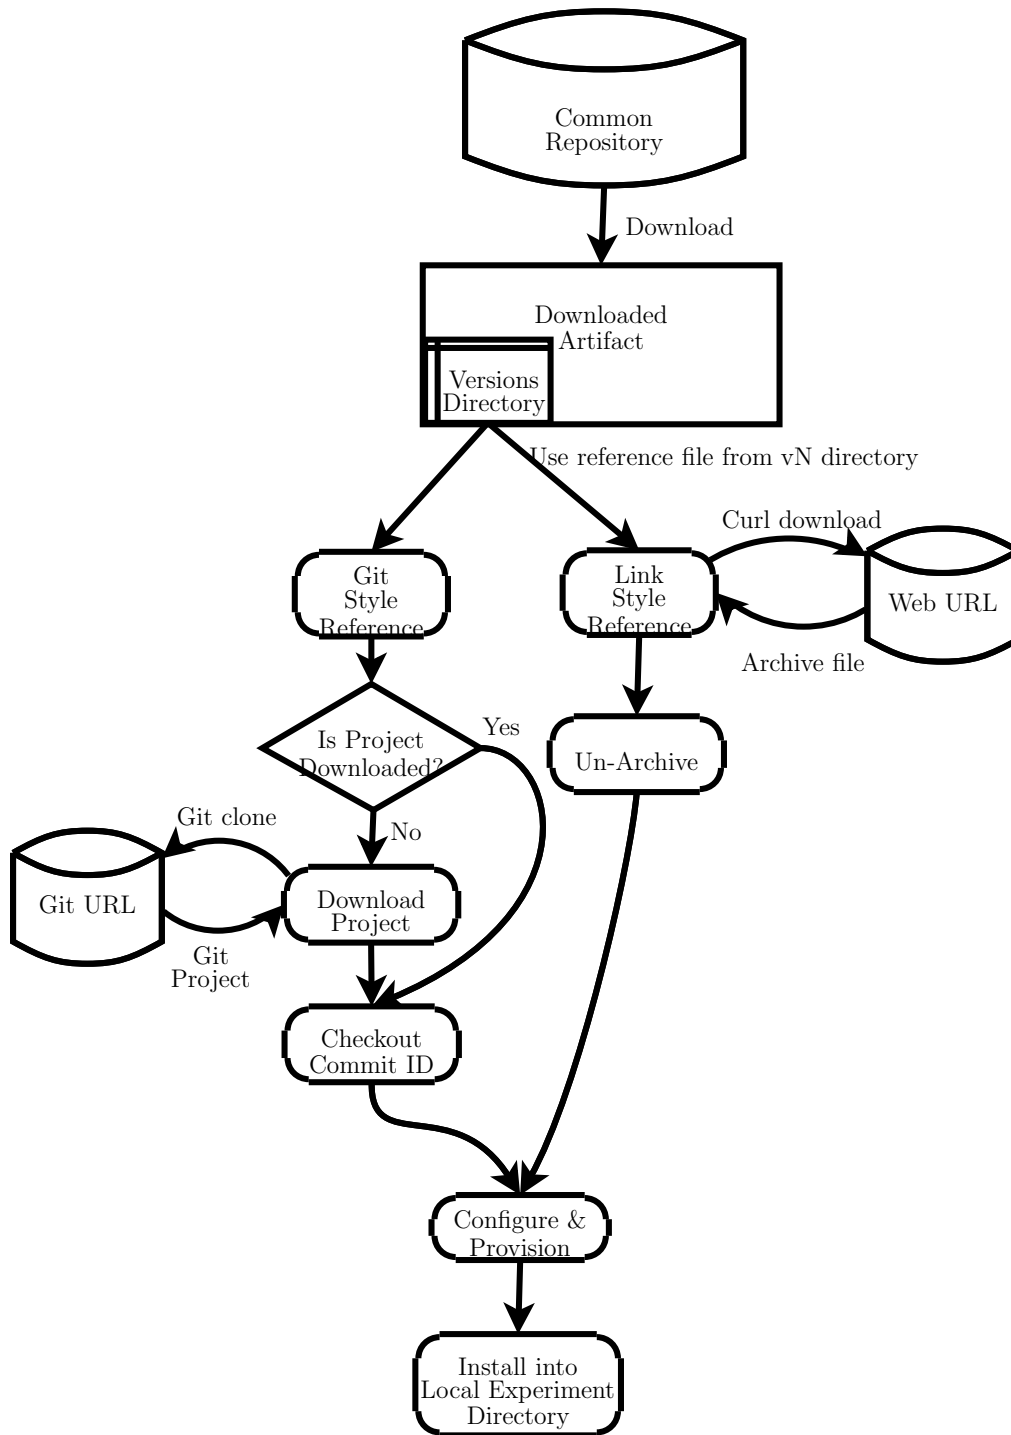 Common
Repository
Download
Downloaded
Artifact
Versions
Directory
Use reference file from vN directory
Curl download
Git
Style
Reference
Link
Style
Reference
Web URL
Archive file
Yes
Is Project
Downloaded?
Un-Archive
Git clone
No
Git URL
Download
Project
Git
Project
Checkout
Commit ID
Configure &
Provision
Install into
Local Experiment
Directory